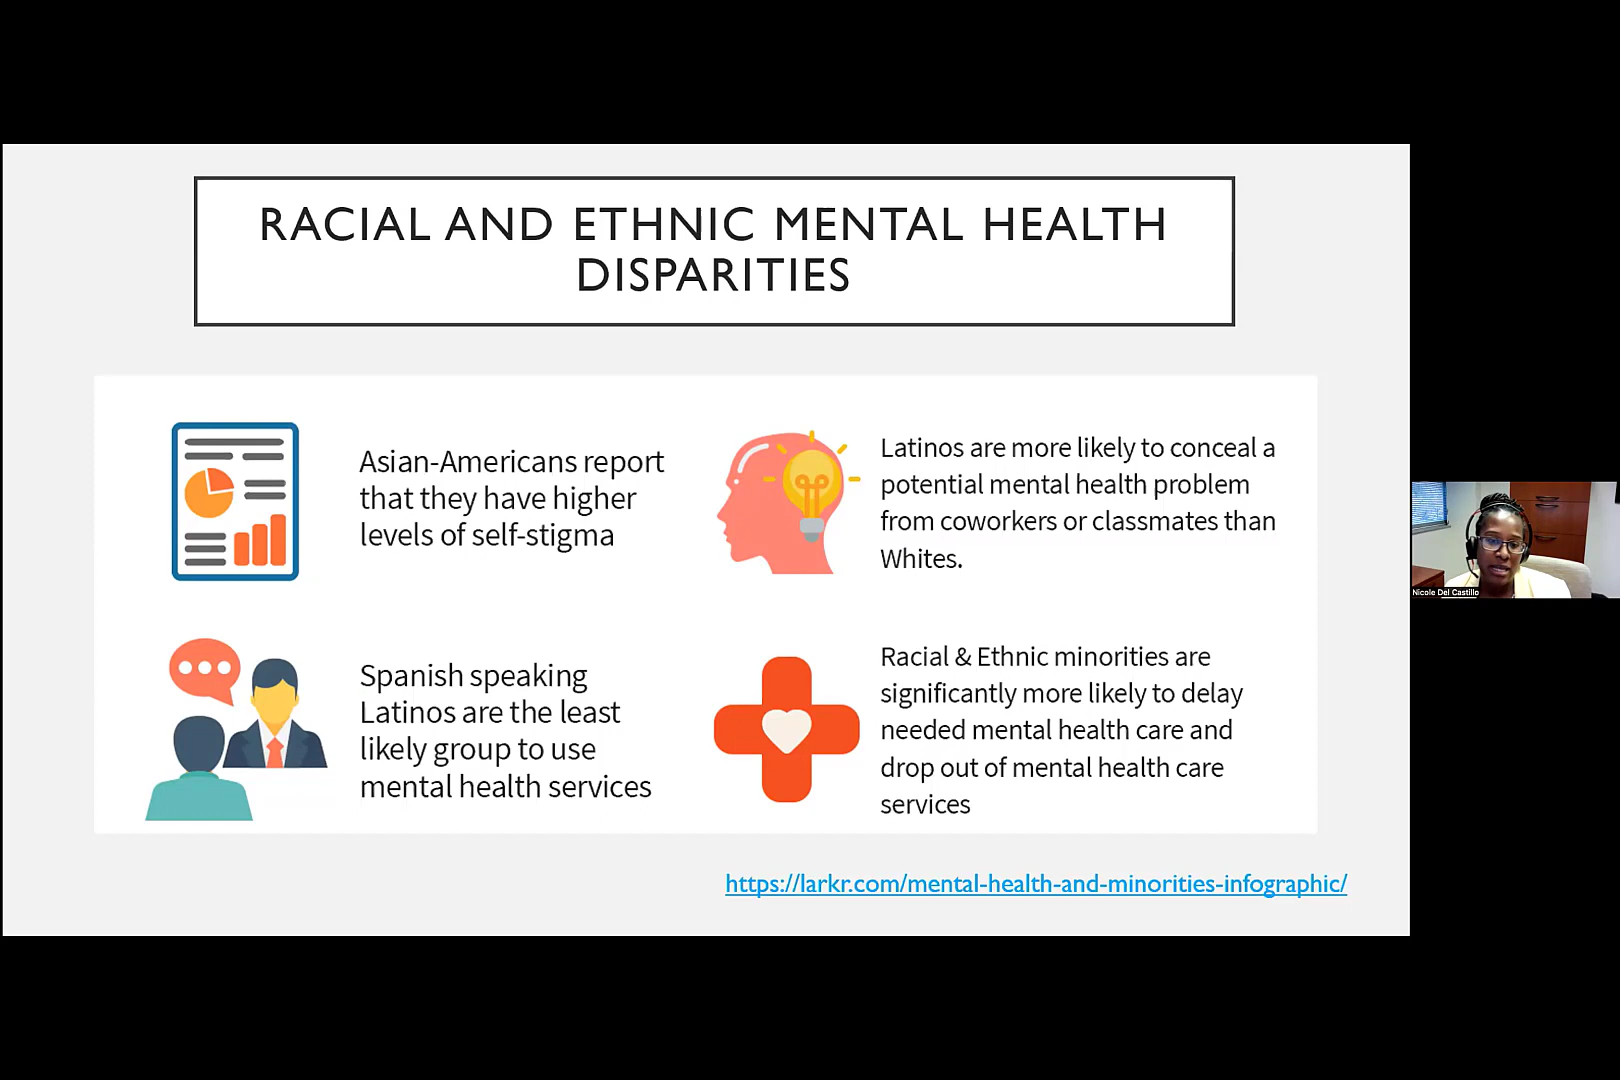 RACIAL AND ETHNIC MENTAL HEALTH
DISPARITIES
Asian-Americans report
that they have higher
levels of self-stigma
Latinos are more likely to conceal a
potential mental health problem
from coworkers or classmates than
Whites.
Spanish speaking
Latinos are the least
likely group to use
mental health services
Racial & Ethnic minorities are
significantly more likely to delay
needed mental health care and
drop out of mental health care
services
https://larkr.com/mental-health-and-minorities-infographic/
Nicole Del Castillo